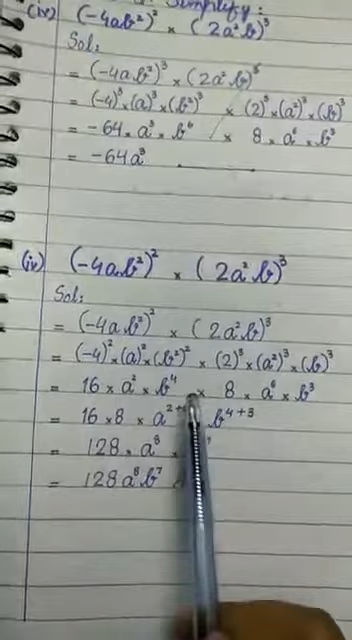 Simplify:
(iv) (-4ab²)² × (2a²b)³
Sol:
= (-4ab²)³ × (2a²b)³
= (-4)³×(a)³×(b²)³ × (2)³×(a²)³×(b)³
= -64 × a³ × b⁶ × 8 × a⁶ × b³
= -64a³
(iv) (-4ab²)² × (2a²b)³
Sol:
= (-4ab²)² × (2a²b)³
= (-4)²×(a)²×(b²)² × (2)³×(a²)³×(b)³
= 16 × a² × b⁴ × 8 × a⁶ × b³
= 16×8 × a²⁺ b⁴⁺³
= 128 × a⁸ ×
= 128a⁸b⁷